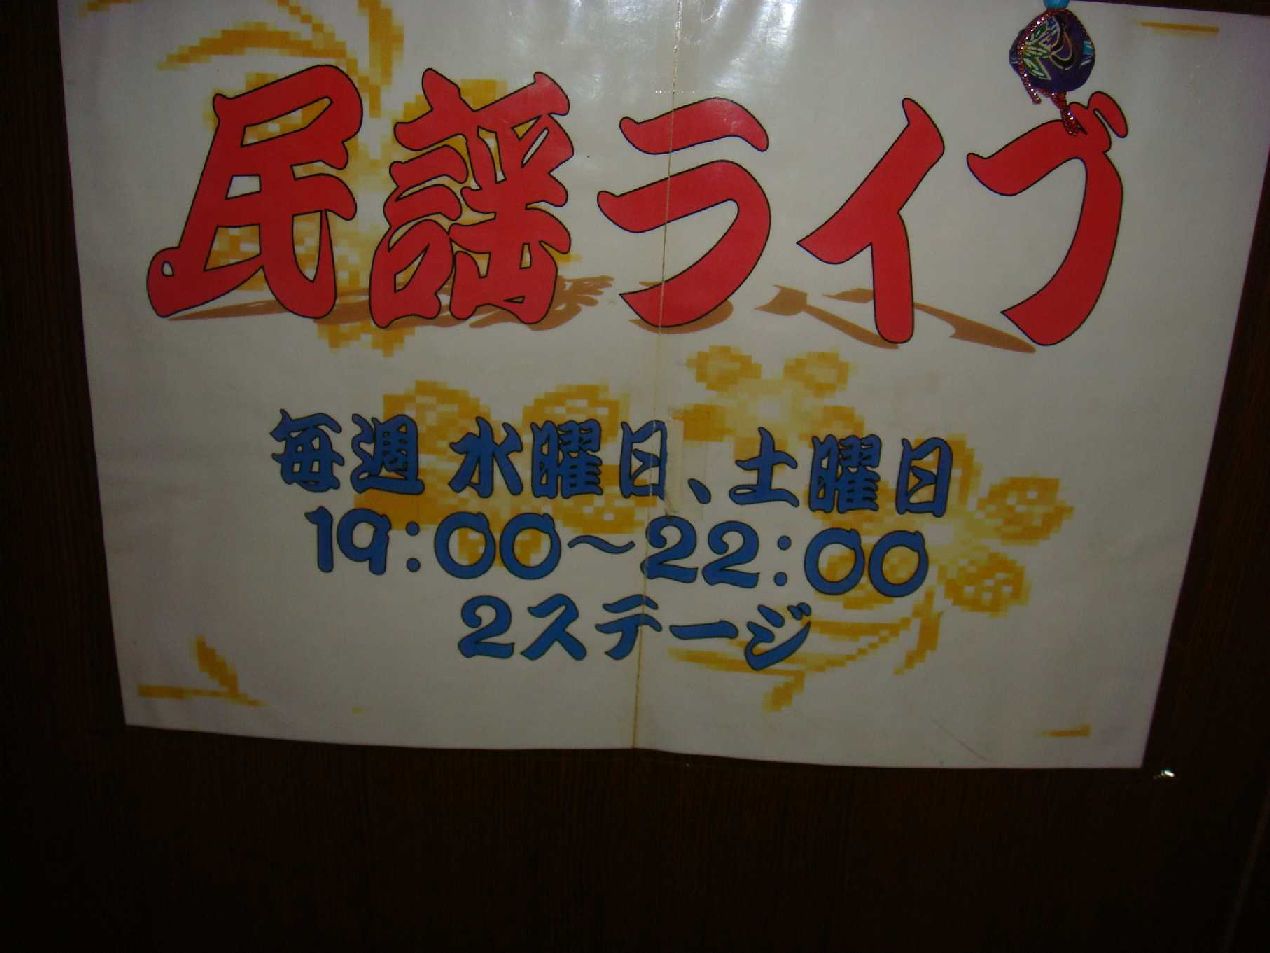 民謡ライブ
毎週 水曜日、土曜日
19:00～22:00
2ステージ